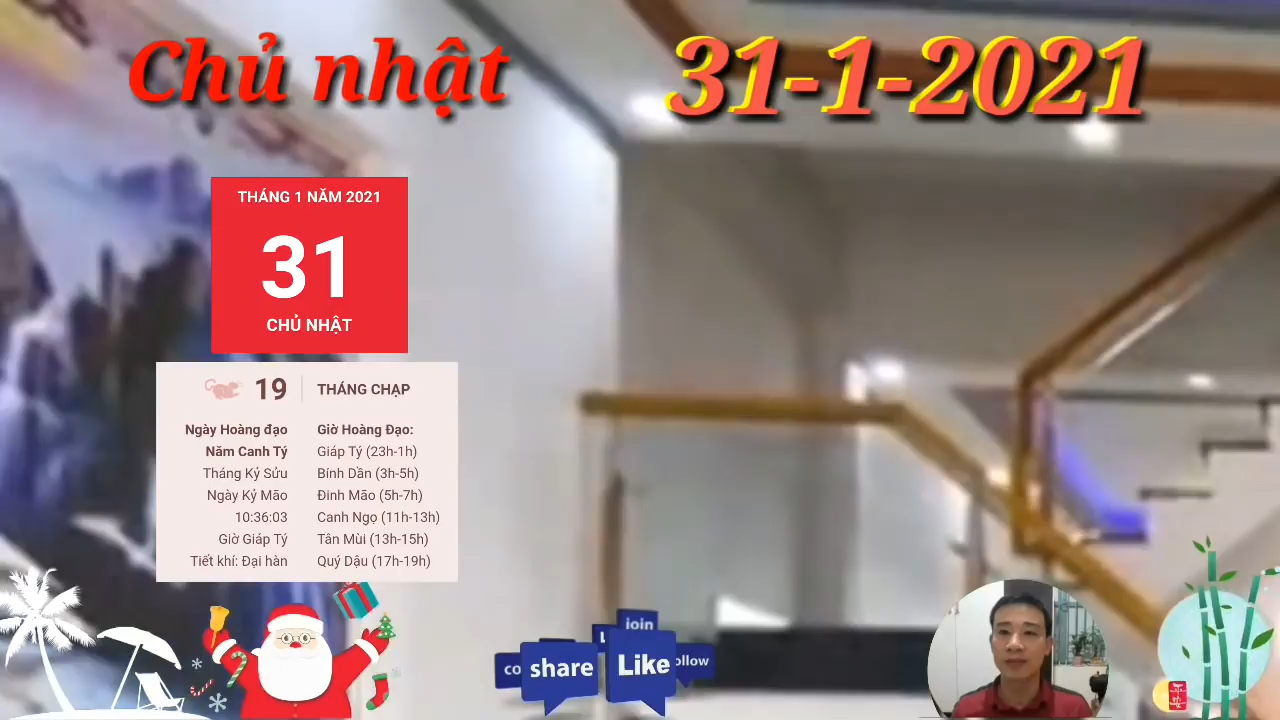 Chủ nhật
31-1-2021
THÁNG 1 NĂM 2021
31
CHỦ NHẬT
19
THÁNG CHẠP
Ngày Hoàng đạo
Năm Canh Tý
Tháng Kỷ Sửu
Ngày Kỷ Mão
10:36:03
Giờ Giáp Tý
Tiết khí: Đại hàn
Giờ Hoàng Đạo:
Giáp Tý (23h-1h)
Bính Dần (3h-5h)
Đinh Mão (5h-7h)
Canh Ngọ (11h-13h)
Tân Mùi (13h-15h)
Quý Dậu (17h-19h)
join
share
Like